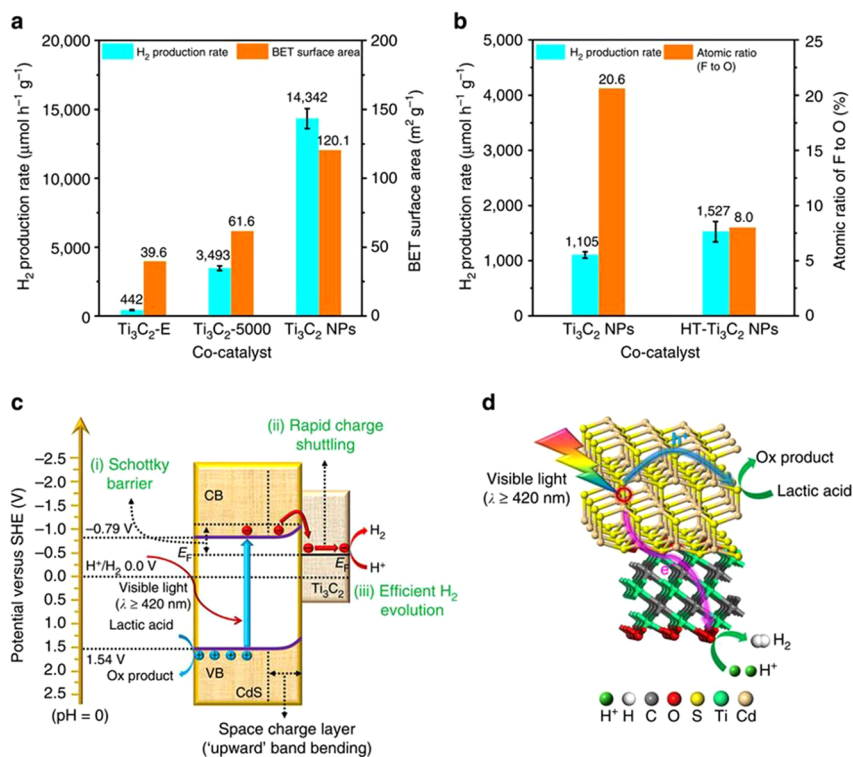 a
H₂ production rate (μmol h⁻¹ g⁻¹)
20,000
15,000
10,000
5,000
0
H₂ production rate
BET surface area
442
39.6
3,493
61.6
14,342
120.1
200
150
100
50
0
BET surface area (m² g⁻¹)
Ti₃C₂-E
Ti₃C₂-5000
Ti₃C₂ NPs
Co-catalyst
b
H₂ production rate (μmol h⁻¹ g⁻¹)
5,000
4,000
3,000
2,000
1,000
0
H₂ production rate
Atomic ratio
(F to O)
1,105
20.6
1,527
8.0
25
20
15
10
5
0
Atomic ratio of F to O (%)
Ti₃C₂ NPs
HT-Ti₃C₂ NPs
Co-catalyst
c
Potential versus SHE (V)
−2.5
−2.0
−1.5
−1.0
−0.5
0.0
0.5
1.0
1.5
2.0
2.5
(pH = 0)
(i) Schottky
barrier
(ii) Rapid charge
shuttling
(iii) Efficient H₂
evolution
CB
−0.79 V
E_F
H⁺/H₂ 0.0 V
Visible light
(λ ≥ 420 nm)
Lactic acid
1.54 V
Ox product
VB
CdS
E_F
Ti₃C₂
H₂
H⁺
Space charge layer
(‘upward’ band bending)
d
Visible light
(λ ≥ 420 nm)
h⁺
Ox product
Lactic acid
e⁻
H₂
H⁺
H⁺ H C O S Ti Cd